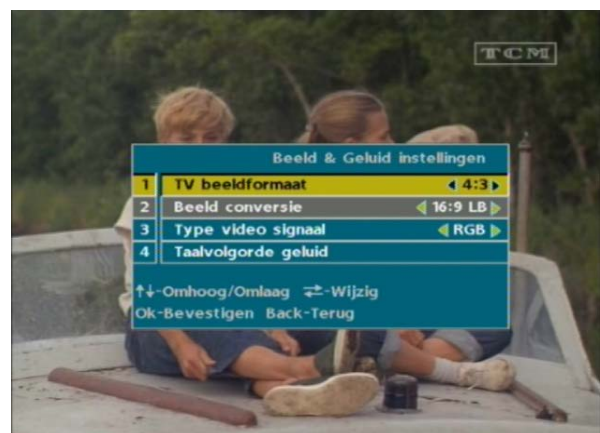 TCM
Beeld & Geluid instellingen
1 TV beeldformaat 4:3
2 Beeld conversie 16:9 LB
3 Type video signaal RGB
4 Taalvolgorde geluid
↑↓-Omhoog/Omlaag ⇄-Wijzig
Ok-Bevestigen Back-Terug